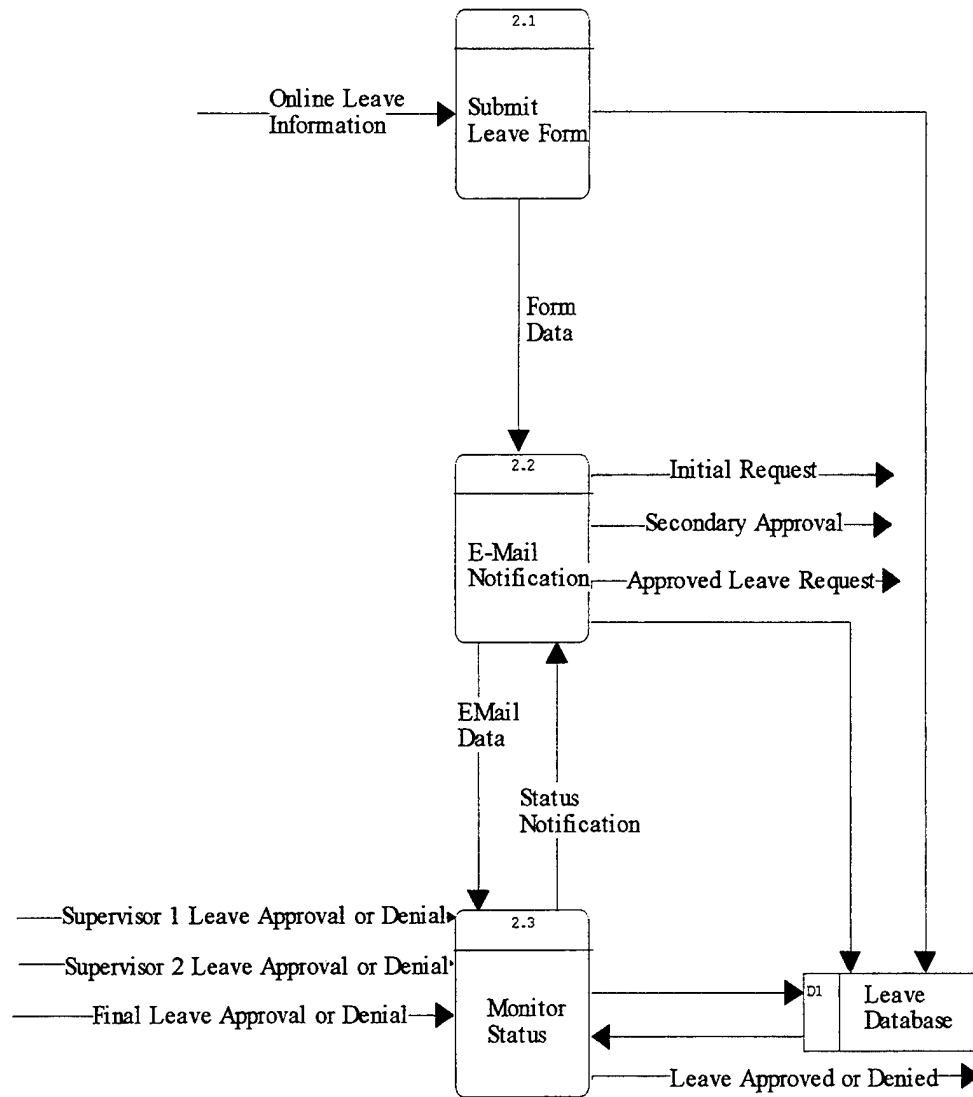 2.1
Online Leave
Information
Submit
Leave Form
Form
Data
2.2
Initial Request
Secondary Approval
E-Mail
Notification
Approved Leave Request
EMail
Data
Status
Notification
Supervisor 1 Leave Approval or Denial
2.3
Supervisor 2 Leave Approval or Denial
Final Leave Approval or Denial
Monitor
Status
D1
Leave
Database
Leave Approved or Denied